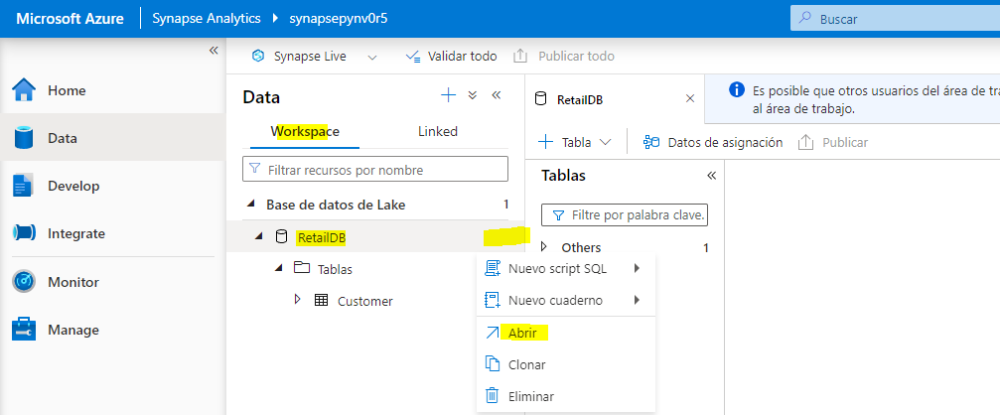 Microsoft Azure
Synapse Analytics
synapsepynv0r5
Buscar
Home
Data
Develop
Integrate
Monitor
Manage
Synapse Live
Validar todo
Publicar todo
Data
Workspace
Linked
Filtrar recursos por nombre
Base de datos de Lake 1
RetailDB
Tablas
Customer
Nuevo script SQL
Nuevo cuaderno
Abrir
Clonar
Eliminar
RetailDB
Es posible que otros usuarios del área de tra
al área de trabajo.
Tabla
Datos de asignación
Publicar
Tablas
Filtre por palabra clave.
Others 1